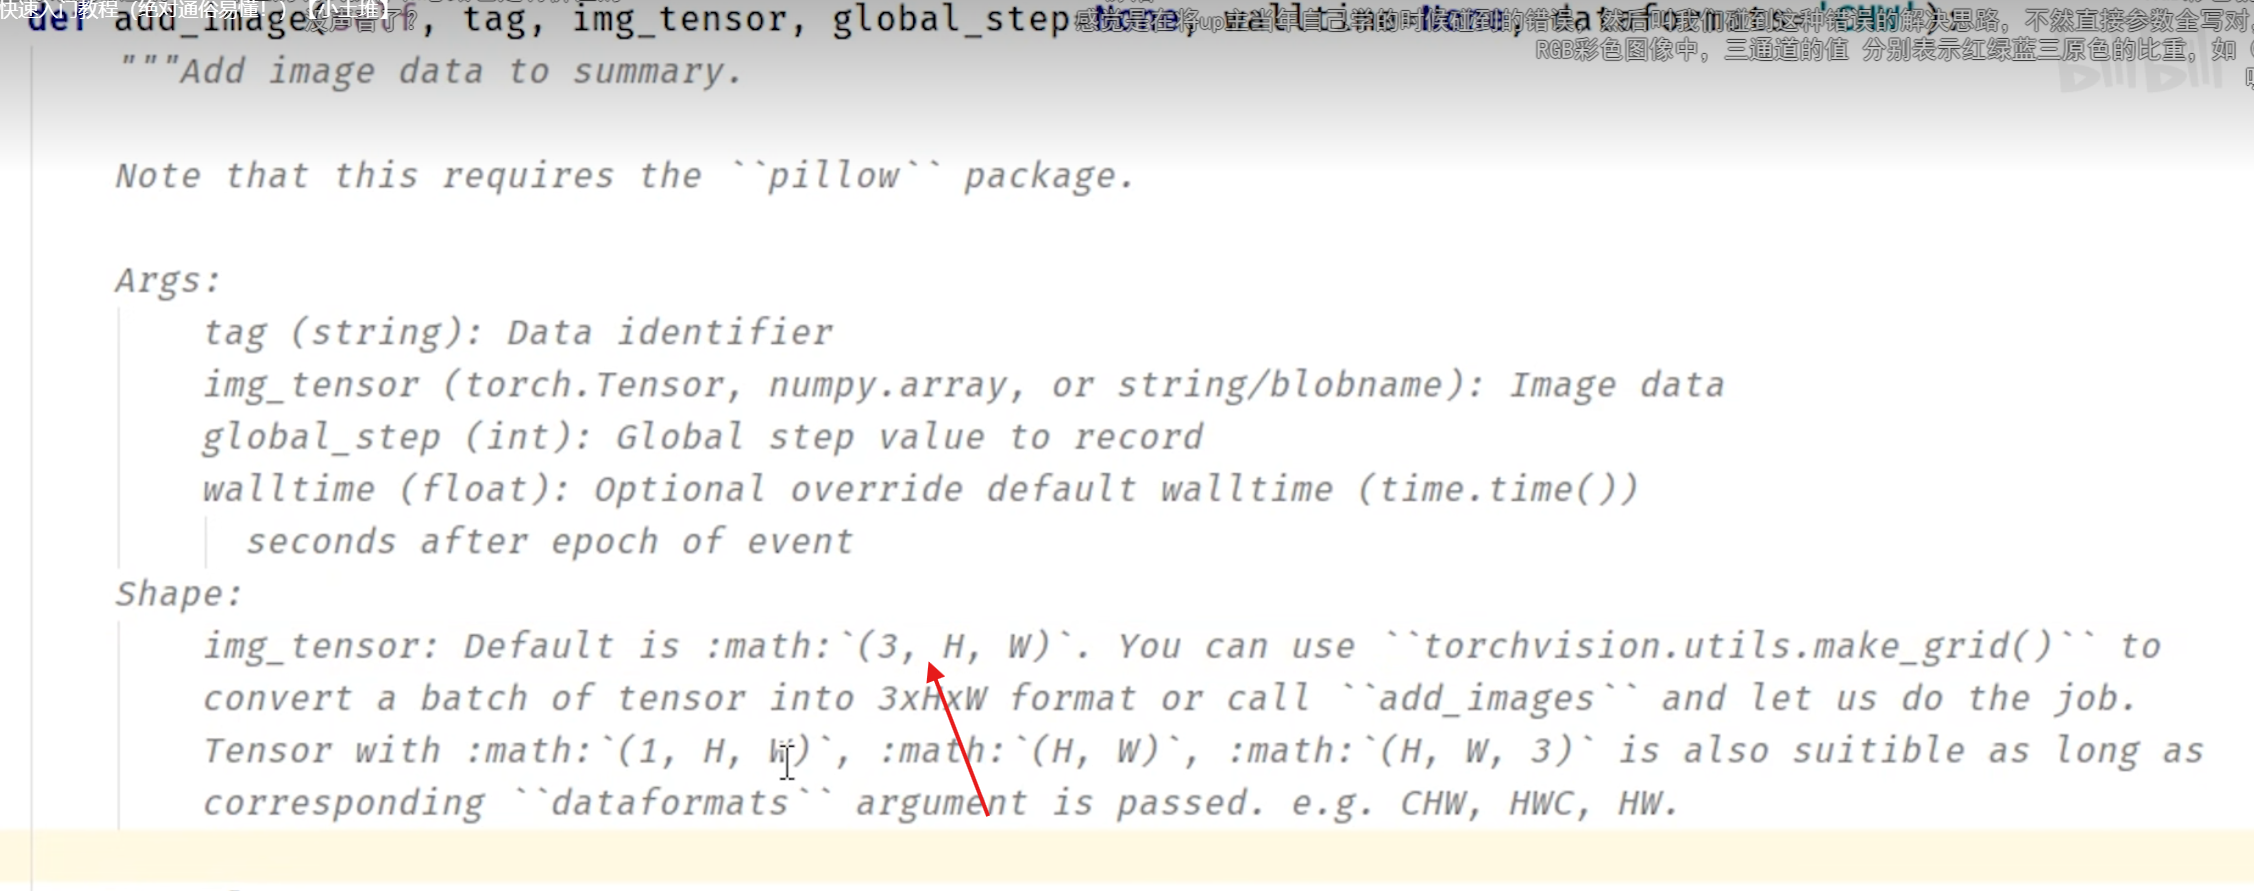 快速入门教程（绝对通俗易懂！）【小土堆】
def add_image(self, tag, img_tensor, global_step=None, walltime=None, dataformats='CHW'):
没声音了？
感觉是在将up主当年自己学的时候碰到的错误，然后叫我们碰到这种错误的解决思路，不然直接参数全写对，
RGB彩色图像中，三通道的值 分别表示红绿蓝三原色的比重，如
bilibili
"""Add image data to summary.
Note that this requires the ``pillow`` package.
Args:
tag (string): Data identifier
img_tensor (torch.Tensor, numpy.array, or string/blobname): Image data
global_step (int): Global step value to record
walltime (float): Optional override default walltime (time.time())
seconds after epoch of event
Shape:
img_tensor: Default is :math:`(3, H, W)`. You can use ``torchvision.utils.make_grid()`` to
convert a batch of tensor into 3xHxW format or call ``add_images`` and let us do the job.
Tensor with :math:`(1, H, W)`, :math:`(H, W)`, :math:`(H, W, 3)` is also suitible as long as
corresponding ``dataformats`` argument is passed. e.g. CHW, HWC, HW.